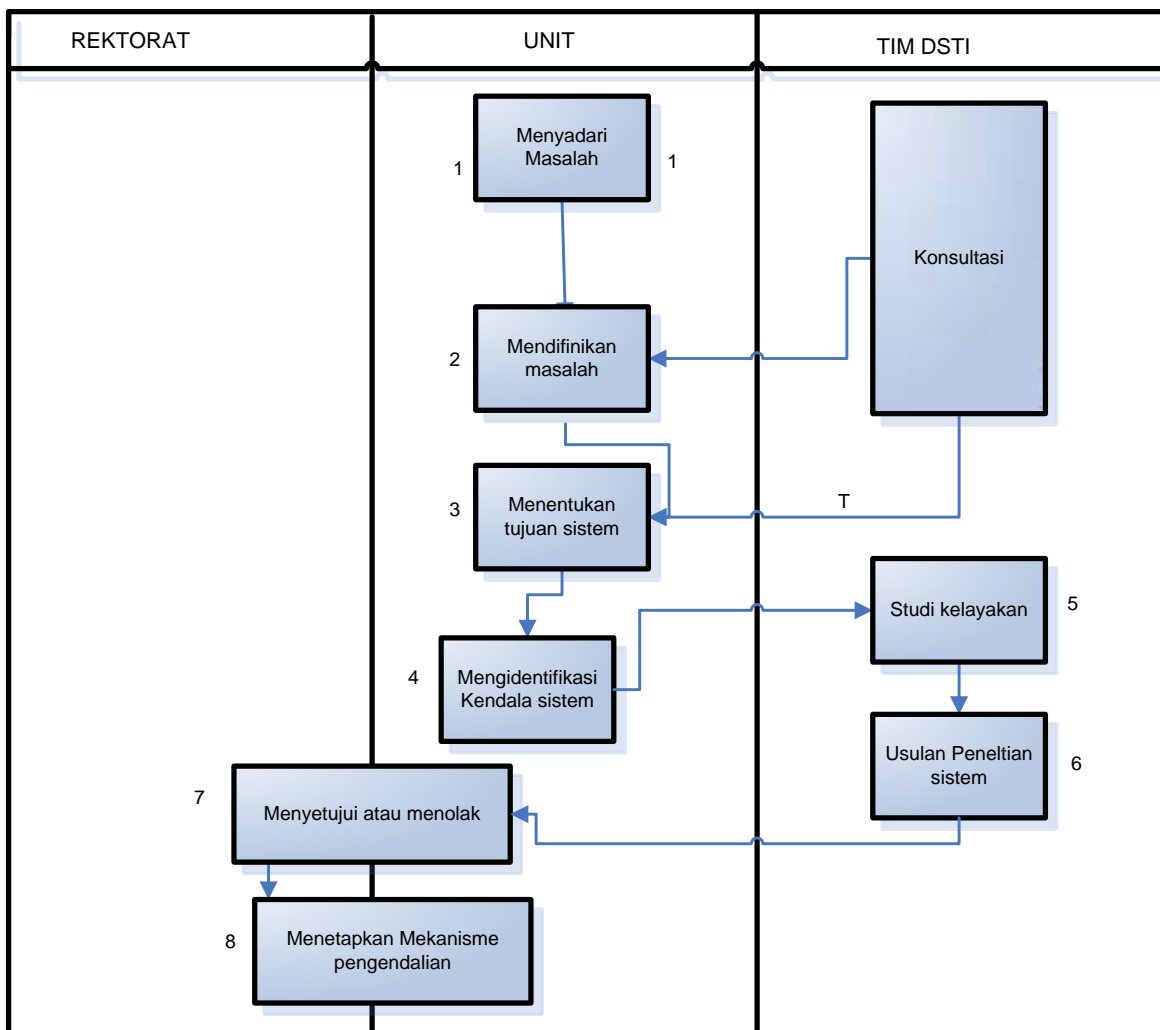 REKTORAT
UNIT
TIM DSTI
Menyadari
Masalah
1
1
Konsultasi
Mendifinikan
masalah
2
Menentukan
tujuan sistem
3
T
Studi kelayakan
5
Mengidentifikasi
Kendala sistem
4
Usulan Peneltian
sistem
6
7
Menyetujui atau menolak
8
Menetapkan Mekanisme
pengendalian